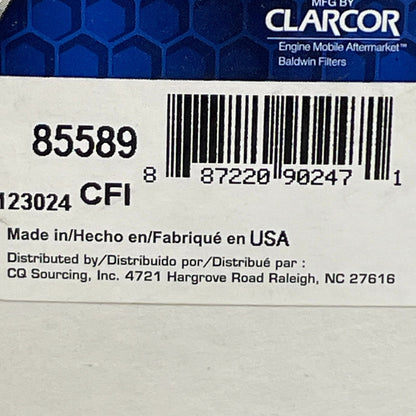 MFG BY
CLARCOR
Engine Mobile Aftermarket™
Baldwin Filters
85589
8 87220 90247 1
123024 CFI
Made in/Hecho en/Fabriqué en USA
Distributed by/Distribuido por/Distribué par :
CQ Sourcing, Inc. 4721 Hargrove Road Raleigh, NC 27616